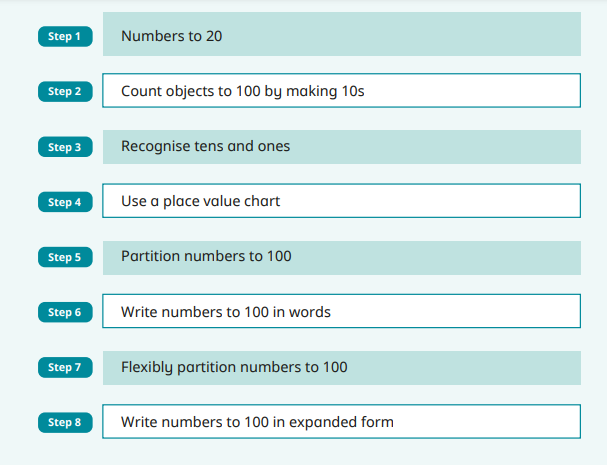 Step 1 Numbers to 20
Step 2 Count objects to 100 by making 10s
Step 3 Recognise tens and ones
Step 4 Use a place value chart
Step 5 Partition numbers to 100
Step 6 Write numbers to 100 in words
Step 7 Flexibly partition numbers to 100
Step 8 Write numbers to 100 in expanded form